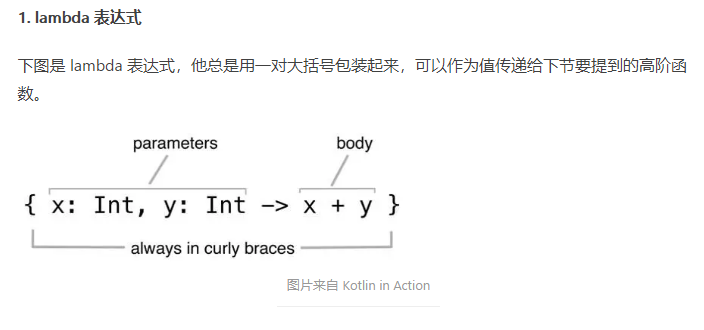 1. lambda 表达式
下图是 lambda 表达式，他总是用一对大括号包装起来，可以作为值传递给下节要提到的高阶函
数。
parameters body
{ x: Int, y: Int -> x + y }
always in curly braces
图片来自 Kotlin in Action